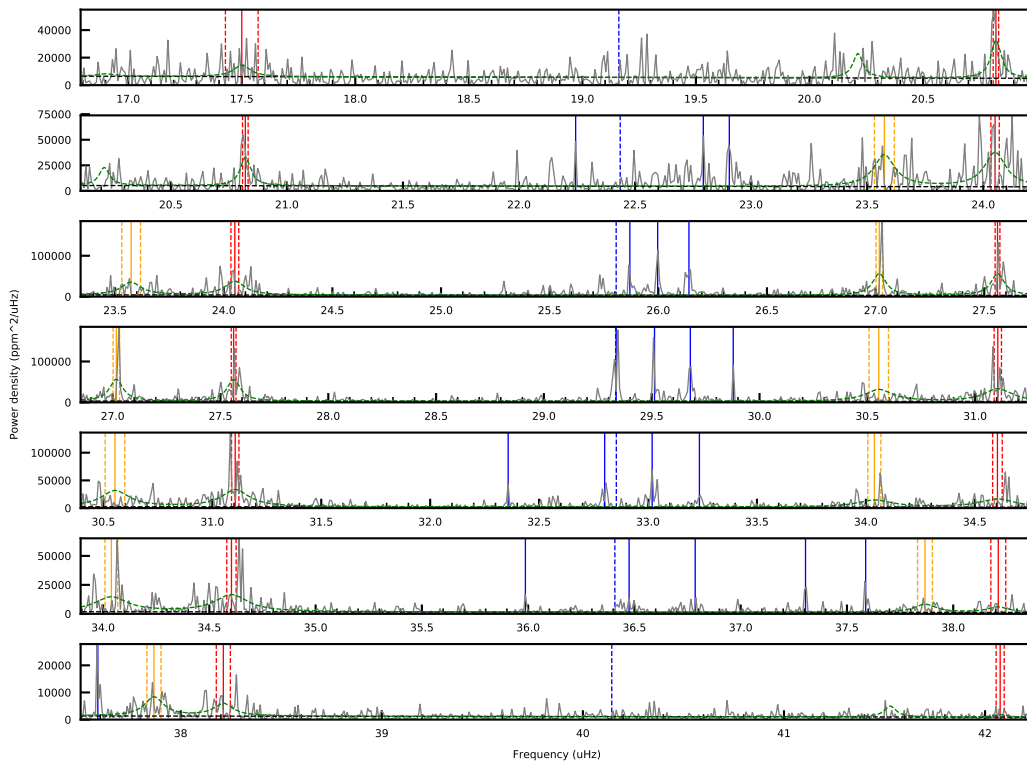 40000
20000
0
17.0 17.5 18.0 18.5 19.0 19.5 20.0 20.5
75000
50000
25000
0
20.5 21.0 21.5 22.0 22.5 23.0 23.5 24.0
100000
0
23.5 24.0 24.5 25.0 25.5 26.0 26.5 27.0 27.5
Power density (ppm^2/uHz)
100000
0
27.0 27.5 28.0 28.5 29.0 29.5 30.0 30.5 31.0
100000
50000
0
30.5 31.0 31.5 32.0 32.5 33.0 33.5 34.0 34.5
50000
25000
0
34.0 34.5 35.0 35.5 36.0 36.5 37.0 37.5 38.0
20000
10000
0
38 39 40 41 42
Frequency (uHz)